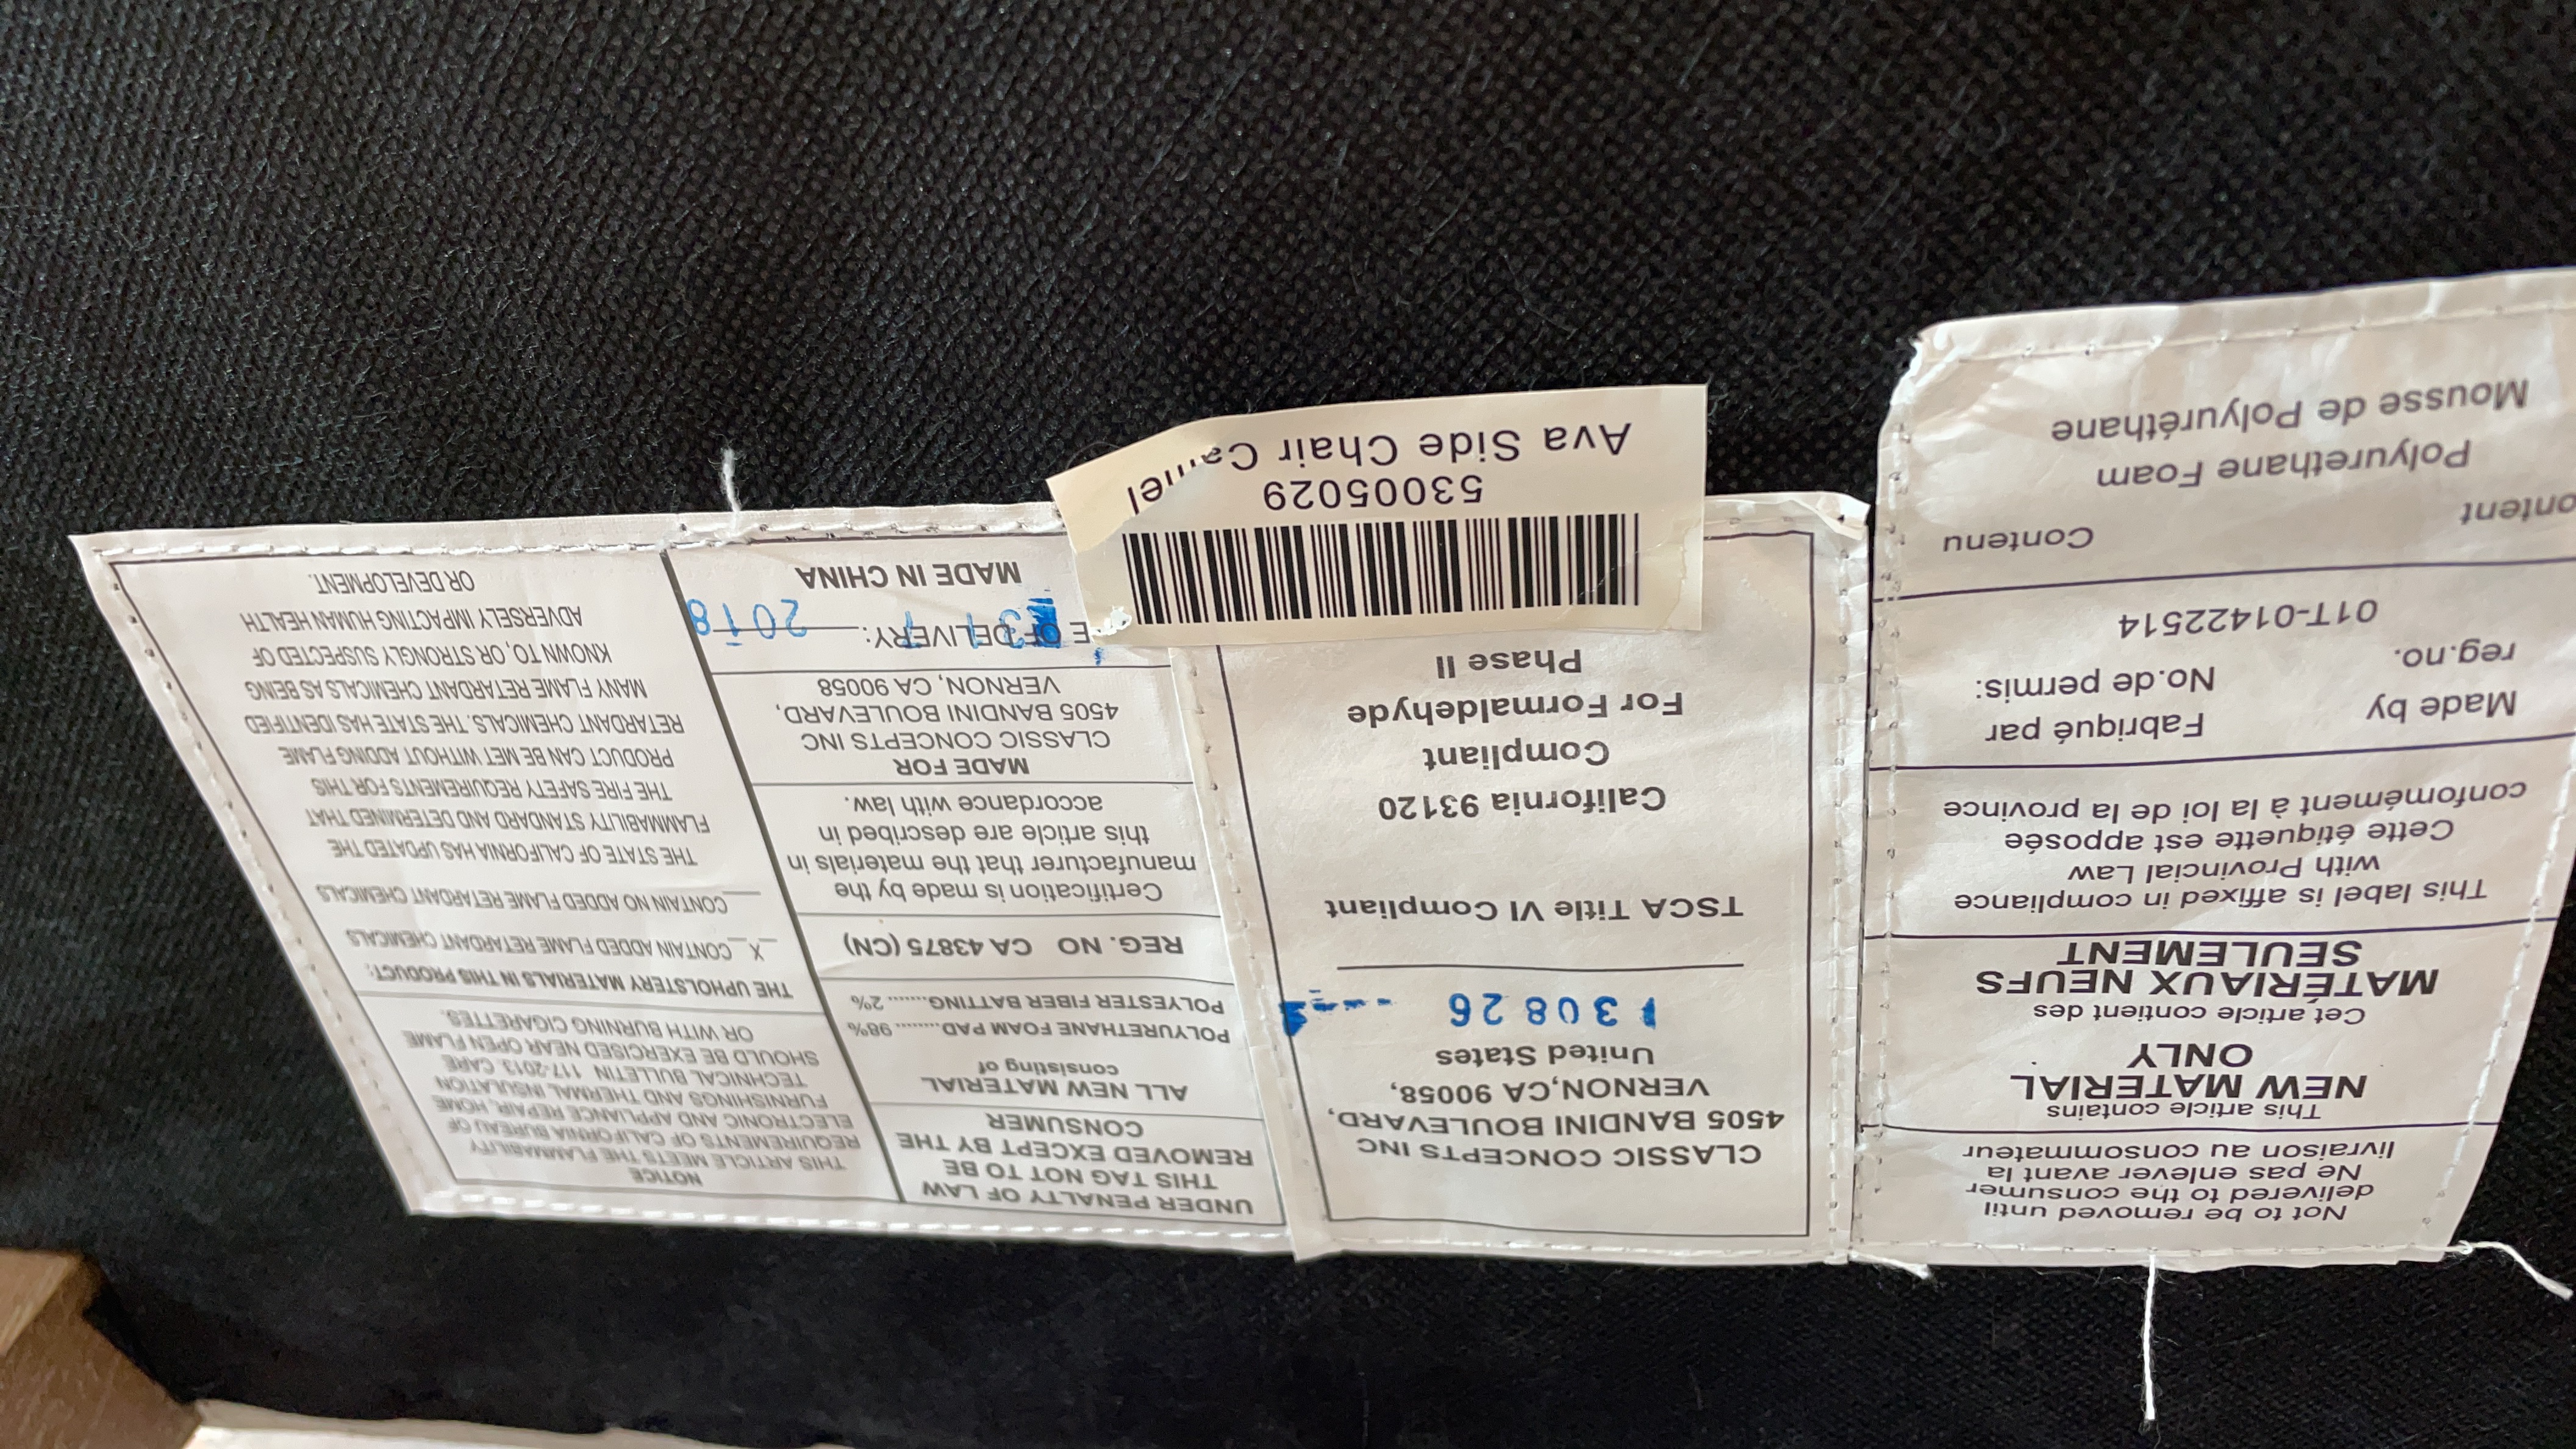 Not to be removed until
delivered to the consumer
Ne pas enlever avant la
livraison au consommateur
This article contains
NEW MATERIAL
ONLY
Cet article contient des
MATÉRIAUX NEUFS
SEULEMENT
This label is affixed in compliance
with Provincial Law
Cette étiquette est apposée
confomément à la loi de la province
Made by Fabriqué par
reg.no. No.de permis:
01T-01422514
ontent Contenu
Polyurethane Foam
Mousse de Polyuréthane
CLASSIC CONCEPTS INC
4505 BANDINI BOULEVARD,
VERNON,CA 90058,
United States
130826
TSCA Title VI Compliant
California 93120
Compliant
For Formaldehyde
Phase II
53005029
Ava Side Chair
UNDER PENALTY OF LAW
THIS TAG NOT TO BE
REMOVED EXCEPT BY THE
CONSUMER
ALL NEW MATERIAL
consisting of
POLYURETHANE FOAM PAD......... 98%
POLYESTER FIBER BATTING........ 2%
REG. NO CA 43875 (CN)
Certification is made by the
manufacturer that the materials in
this article are described in
accordance with law.
MADE FOR
CLASSIC CONCEPTS INC
4505 BANDINI BOULEVARD,
VERNON, CA 90058
E OF DELIVERY: 2018
MADE IN CHINA
NOTICE
THIS ARTICLE MEETS THE FLAMMABILITY
REQUIREMENTS OF CALIFORNIA BUREAU OF
ELECTRONIC AND APPLIANCE REPAIR, HOME
FURNISHINGS AND THERMAL INSULATION
TECHNICAL BULLETIN 117-2013. CARE
SHOULD BE EXERCISED NEAR OPEN FLAME
OR WITH BURNING CIGARETTES.
THE UPHOLSTERY MATERIALS IN THIS PRODUCT:
X CONTAIN ADDED FLAME RETARDANT CHEMICALS
CONTAIN NO ADDED FLAME RETARDANT CHEMICALS
THE STATE OF CALIFORNIA HAS UPDATED THE
FLAMMABILITY STANDARD AND DETERMINED THAT
THE FIRE SAFETY REQUIREMENTS FOR THIS
PRODUCT CAN BE MET WITHOUT ADDING FLAME
RETARDANT CHEMICALS. THE STATE HAS IDENTIFIED
MANY FLAME RETARDANT CHEMICALS AS BEING
KNOWN TO, OR STRONGLY SUSPECTED OF
ADVERSELY IMPACTING HUMAN HEALTH
OR DEVELOPMENT.